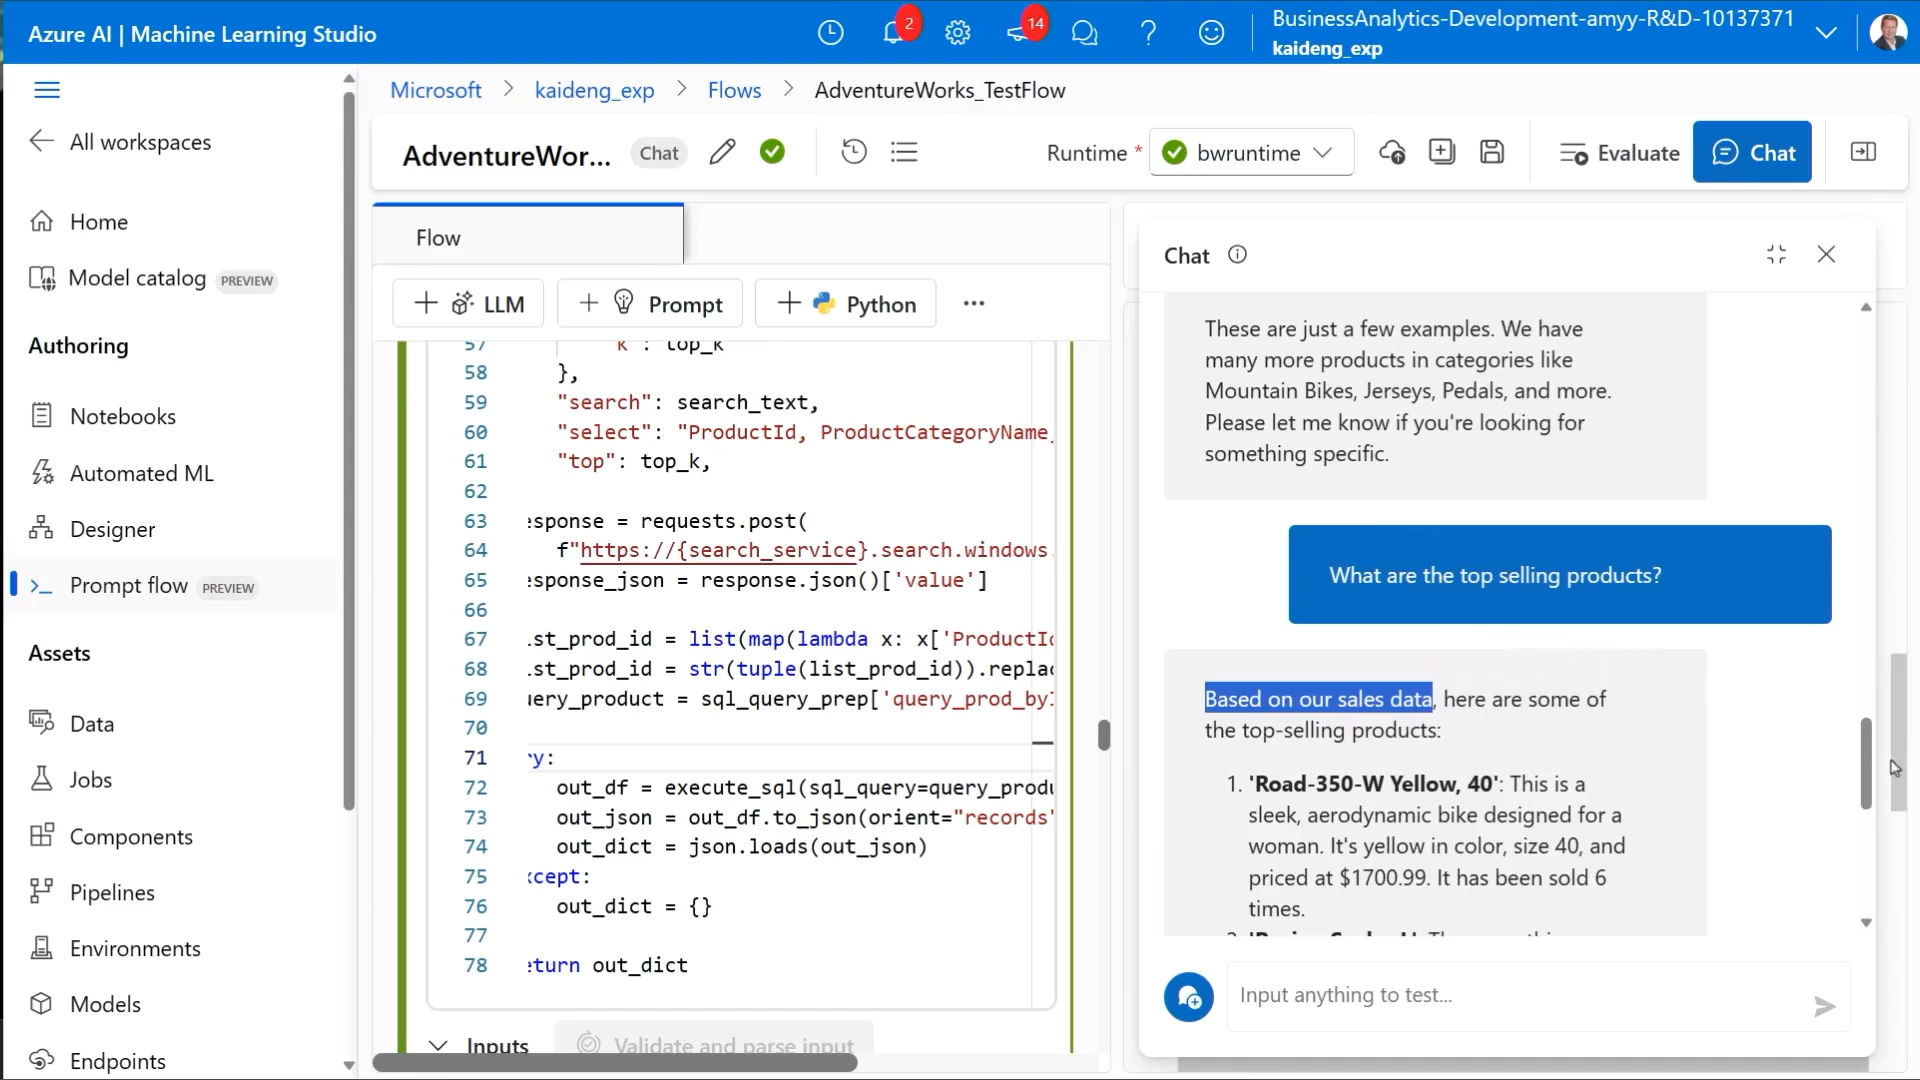 Azure AI | Machine Learning Studio
2
14
BusinessAnalytics-Development-amyy-R&D-10137371
kaideng_exp
All workspaces
Home
Model catalog PREVIEW
Authoring
Notebooks
Automated ML
Designer
Prompt flow PREVIEW
Assets
Data
Jobs
Components
Pipelines
Environments
Models
Endpoints
Microsoft > kaideng_exp > Flows > AdventureWorks_TestFlow
AdventureWor... Chat
Runtime * bwruntime
Evaluate
Chat
Flow
+ LLM
+ Prompt
+ Python
...
57 k : top_k
58 },
59 "search": search_text,
60 "select": "ProductId, ProductCategoryName,
61 "top": top_k,
62
63 esponse = requests.post(
64 f"https://{search_service}.search.windows.
65 esponse_json = response.json()['value']
66
67 .st_prod_id = list(map(lambda x: x['ProductId
68 .st_prod_id = str(tuple(list_prod_id)).replac
69 uery_product = sql_query_prep['query_prod_by
70
71 ry:
72 out_df = execute_sql(sql_query=query_produ
73 out_json = out_df.to_json(orient="records'
74 out_dict = json.loads(out_json)
75 xcept:
76 out_dict = {}
77
78 eturn out_dict
Inputs
Validate and parse input
Chat
These are just a few examples. We have
many more products in categories like
Mountain Bikes, Jerseys, Pedals, and more.
Please let me know if you're looking for
something specific.
What are the top selling products?
Based on our sales data, here are some of
the top-selling products:
1. 'Road-350-W Yellow, 40': This is a
sleek, aerodynamic bike designed for a
woman. It's yellow in color, size 40, and
priced at $1700.99. It has been sold 6
times.
Input anything to test...